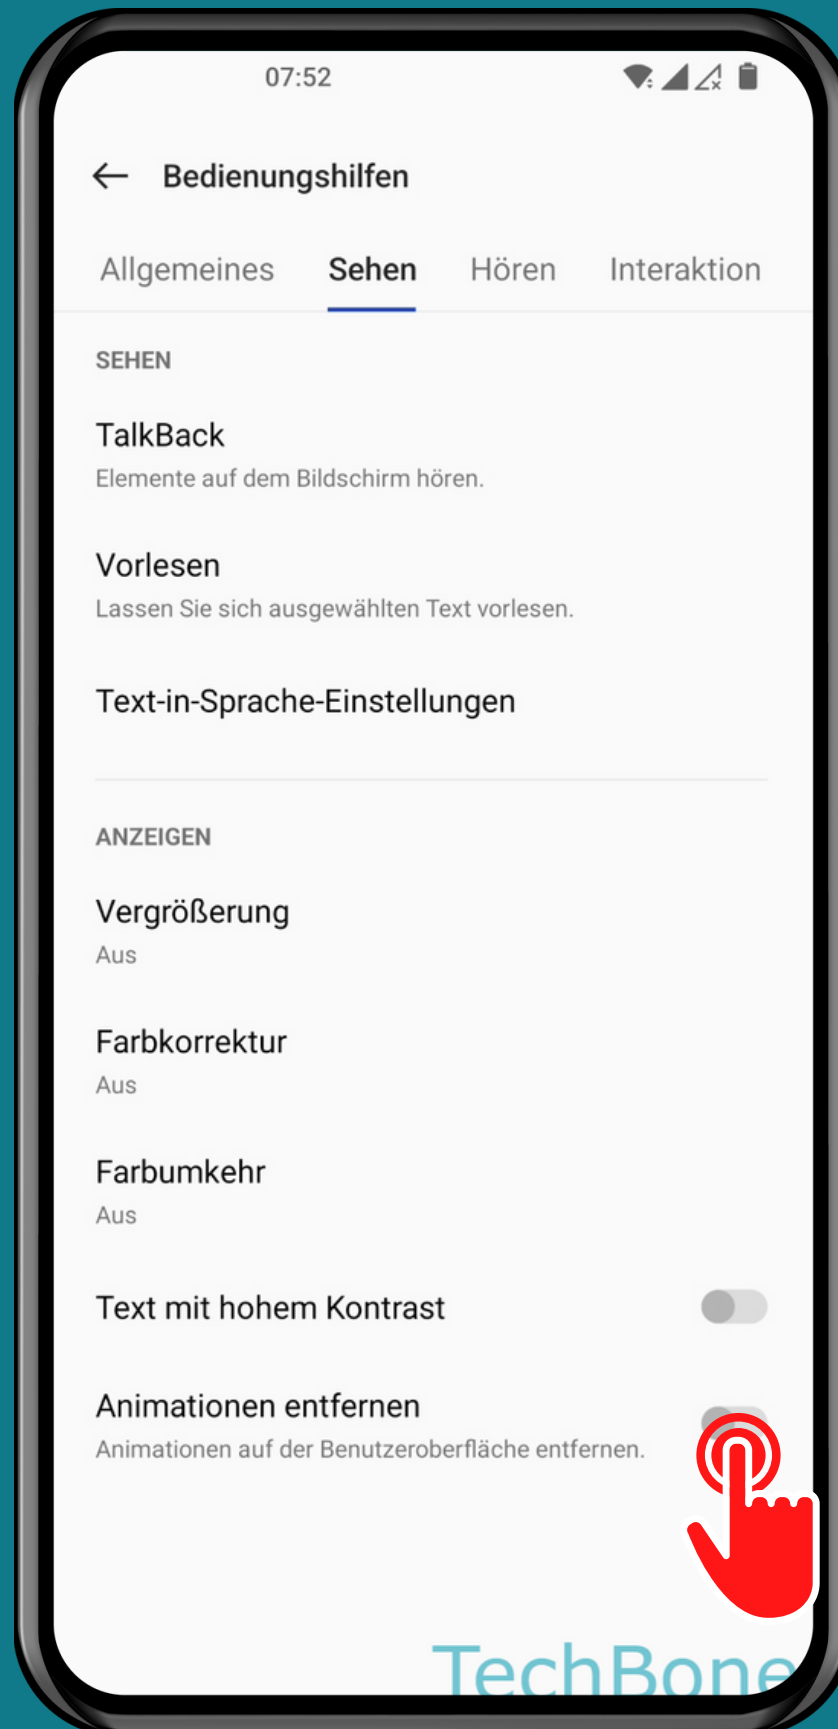 07:52
Bedienungshilfen
Allgemeines Sehen Hören Interaktion
SEHEN
TalkBack
Elemente auf dem Bildschirm hören.
Vorlesen
Lassen Sie sich ausgewählten Text vorlesen.
Text-in-Sprache-Einstellungen
ANZEIGEN
Vergrößerung
Aus
Farbkorrektur
Aus
Farbumkehr
Aus
Text mit hohem Kontrast
Animationen entfernen
Animationen auf der Benutzeroberfläche entfernen.
TechBone